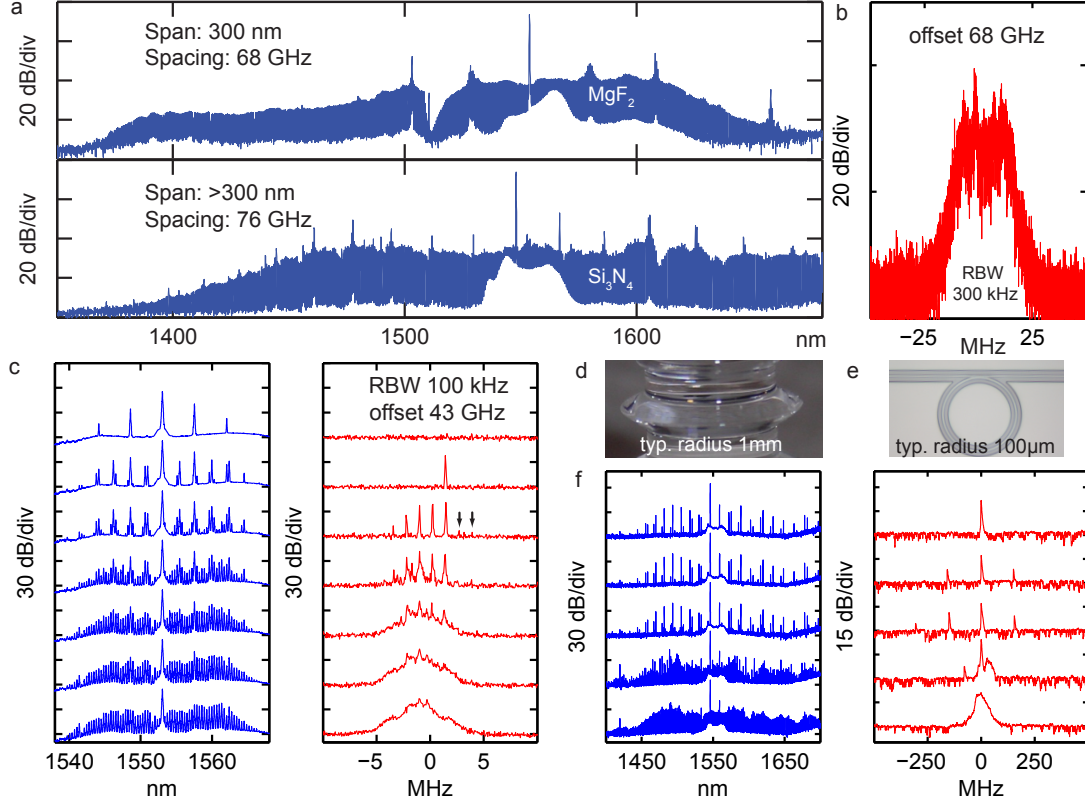 a
20 dB/div
Span: 300 nm
Spacing: 68 GHz
MgF2
20 dB/div
Span: >300 nm
Spacing: 76 GHz
Si3N4
1400
1500
1600
nm
b
20 dB/div
offset 68 GHz
RBW
300 kHz
−25
25
MHz
c
30 dB/div
1540
1550
1560
nm
30 dB/div
RBW 100 kHz
offset 43 GHz
−5
0
5
MHz
d
typ. radius 1mm
e
typ. radius 100µm
f
30 dB/div
1450
1550
1650
nm
15 dB/div
−250
0
250
MHz